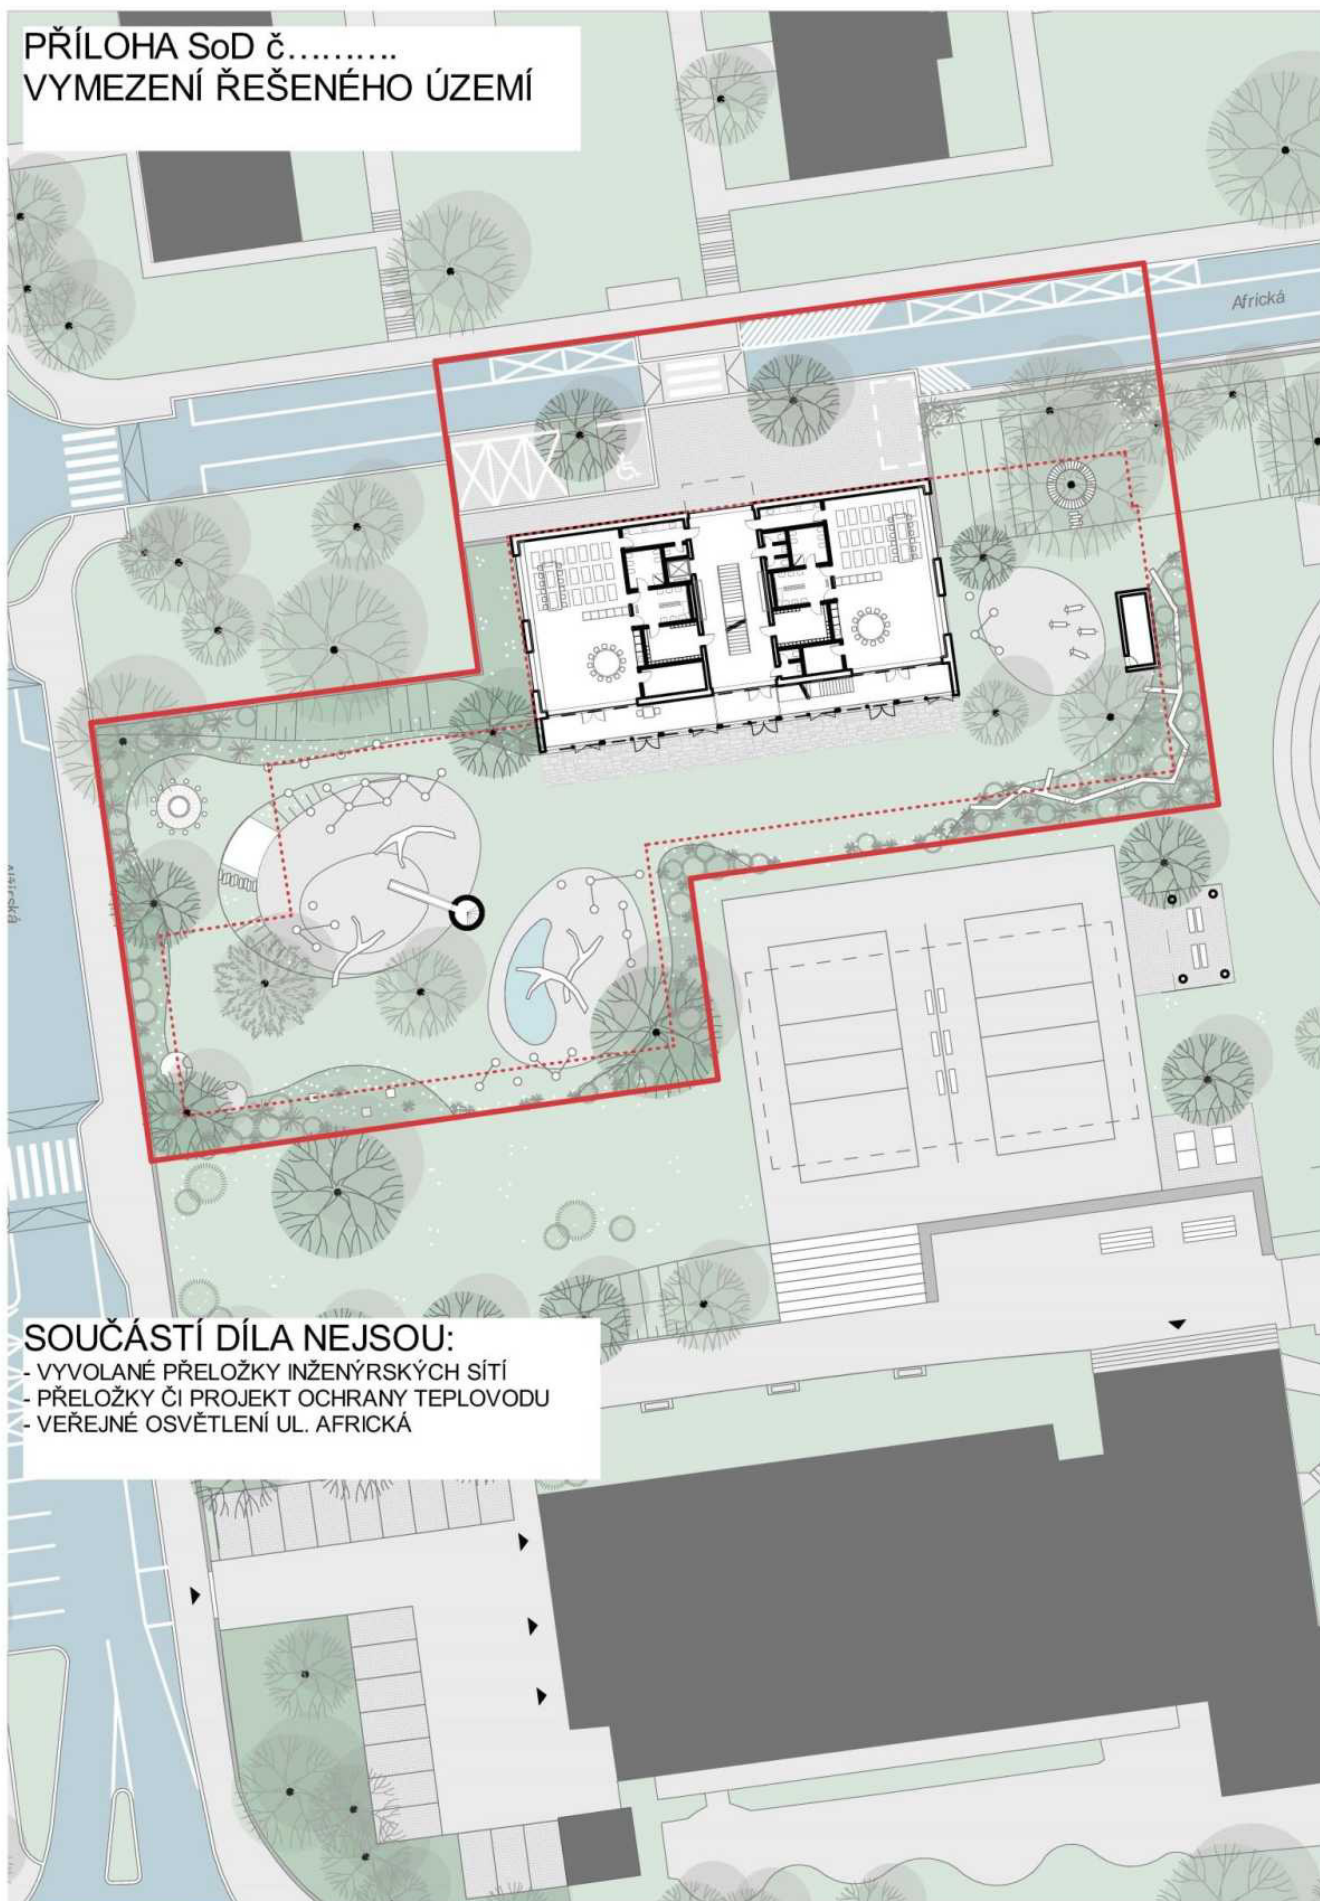 PŘÍLOHA SoD č..........
VYMEZENÍ ŘEŠENÉHO ÚZEMÍ
Africká
SOUČÁSTÍ DÍLA NEJSOU:
- VYVOLANÉ PŘELOŽKY INŽENÝRSKÝCH SÍTÍ
- PŘELOŽKY ČI PROJEKT OCHRANY TEPLOVODU
- VEŘEJNÉ OSVĚTLENÍ UL. AFRICKÁ